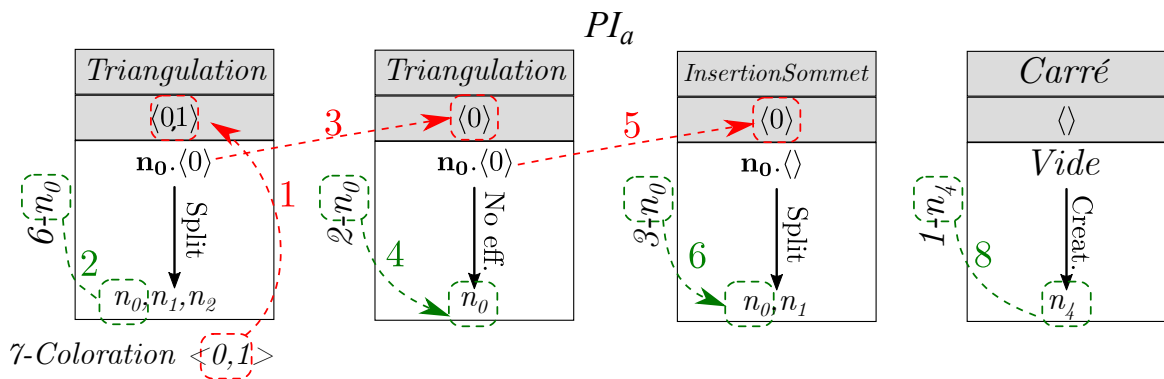 PI_a
Triangulation Triangulation InsertionSommet Carré
⟨0,1⟩ 3 ⟨0⟩ 5 ⟨0⟩ ⟨⟩
n₀.⟨0⟩ n₀.⟨0⟩ n₀.⟨⟩ Vide
6-n₀ Split 1 5-n₀ No eff. 3-n₀ Split 1-n₄ Creat.
2 4 6 8
n₀,n₁,n₂ n₀ n₀,n₁ n₄
7-Coloration <0,1>